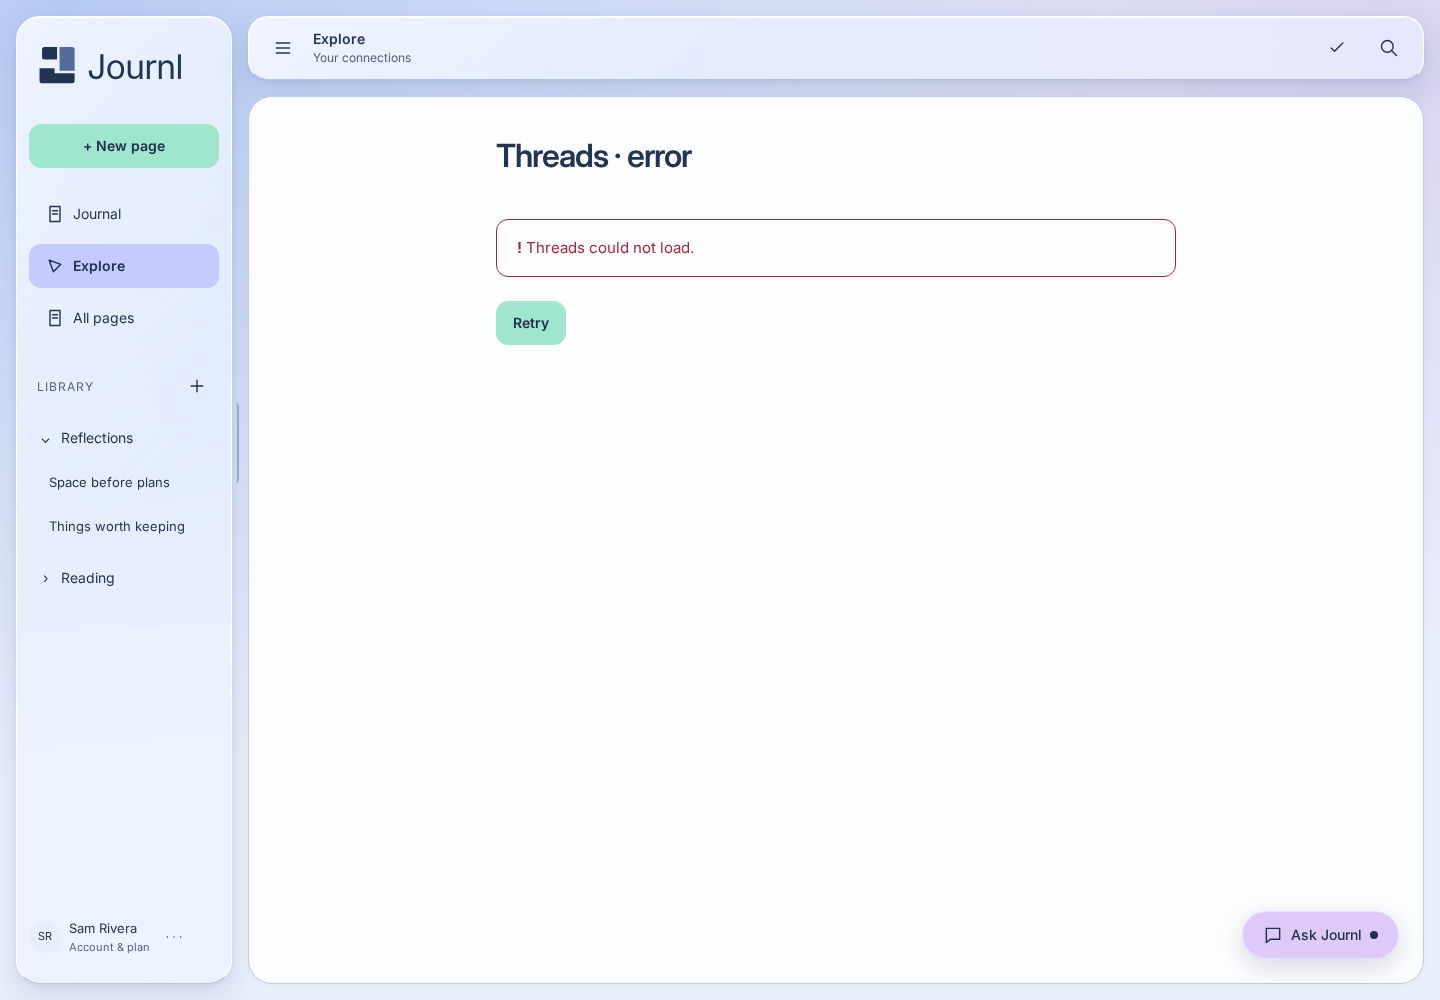 Journl
+ New page
Journal
Explore
All pages
LIBRARY
Reflections
Space before plans
Things worth keeping
Reading
SR
Sam Rivera
Account & plan
Explore
Your connections
Threads · error
! Threads could not load.
Retry
Ask Journl